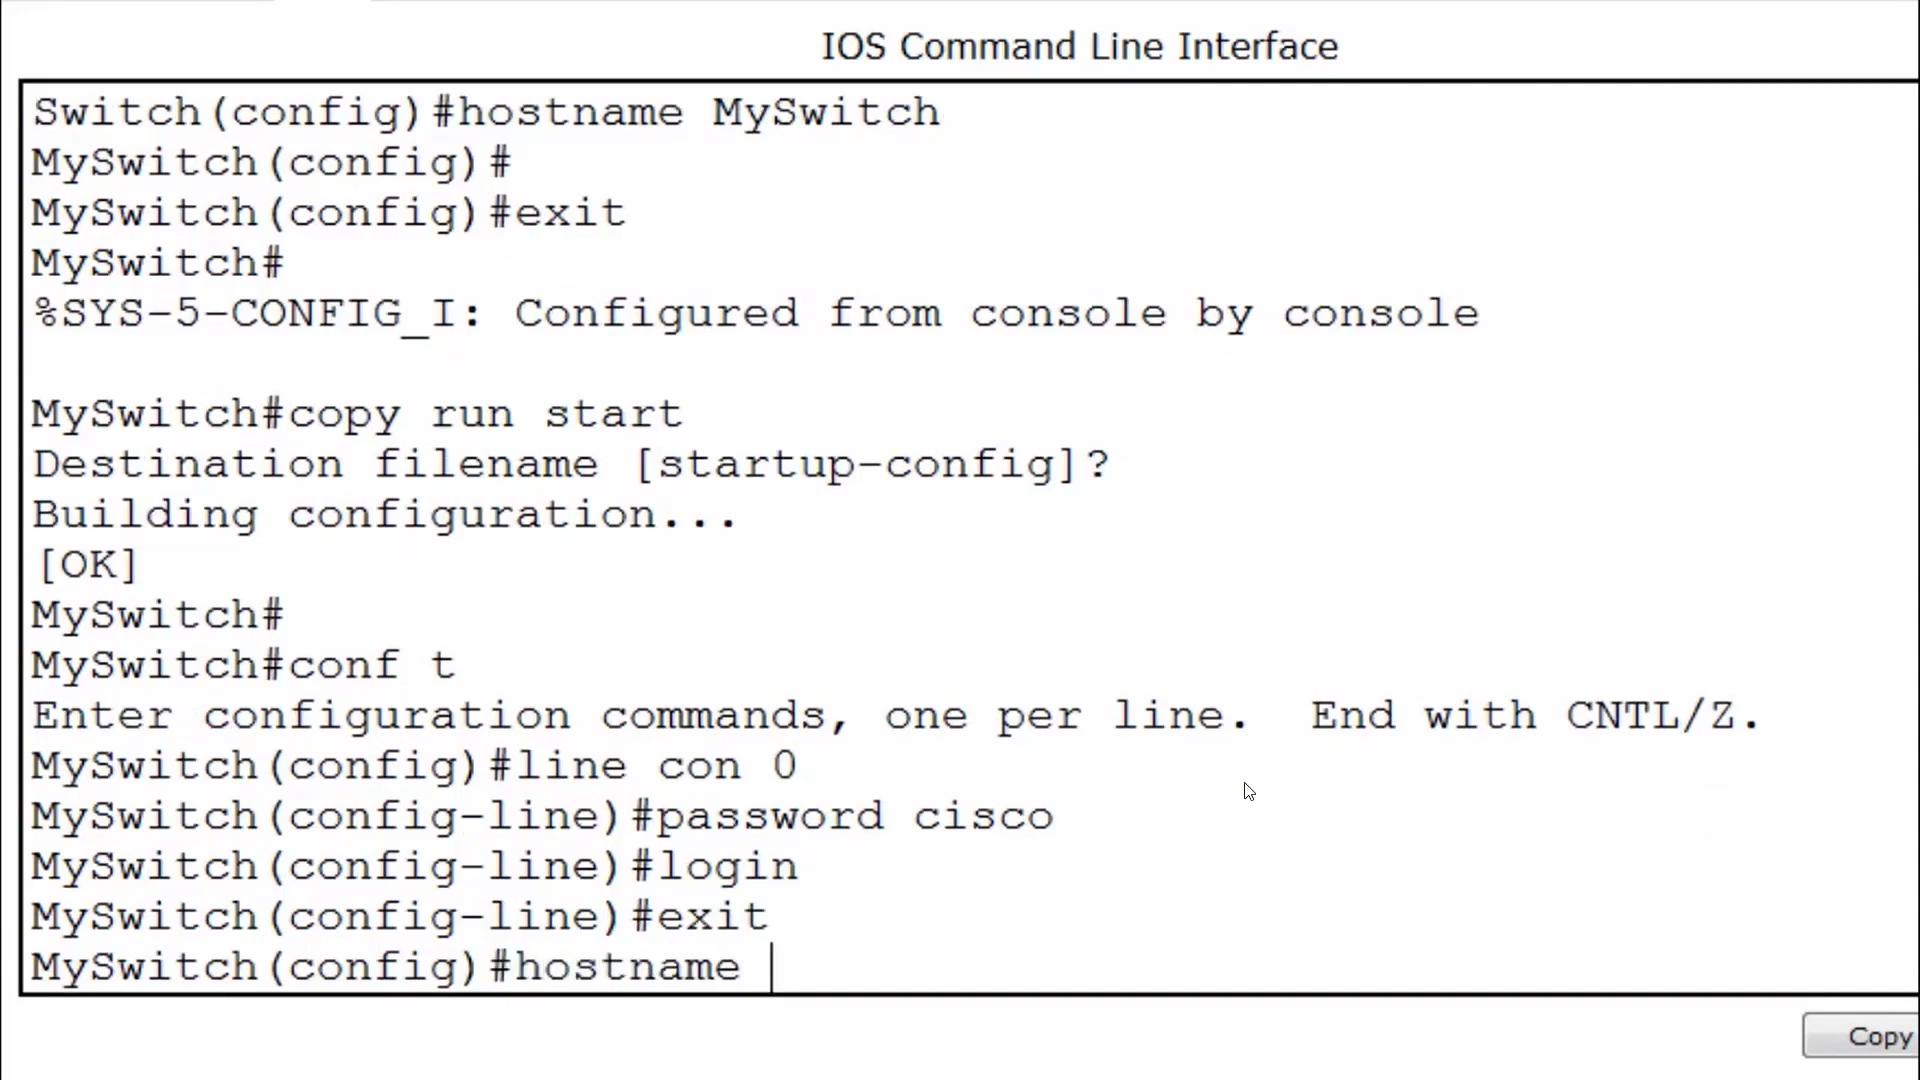 IOS Command Line Interface
Switch(config)#hostname MySwitch
MySwitch(config)#
MySwitch(config)#exit
MySwitch#
%SYS-5-CONFIG_I: Configured from console by console
MySwitch#copy run start
Destination filename [startup-config]?
Building configuration...
[OK]
MySwitch#
MySwitch#conf t
Enter configuration commands, one per line.  End with CNTL/Z.
MySwitch(config)#line con 0
MySwitch(config-line)#password cisco
MySwitch(config-line)#login
MySwitch(config-line)#exit
MySwitch(config)#hostname
Copy